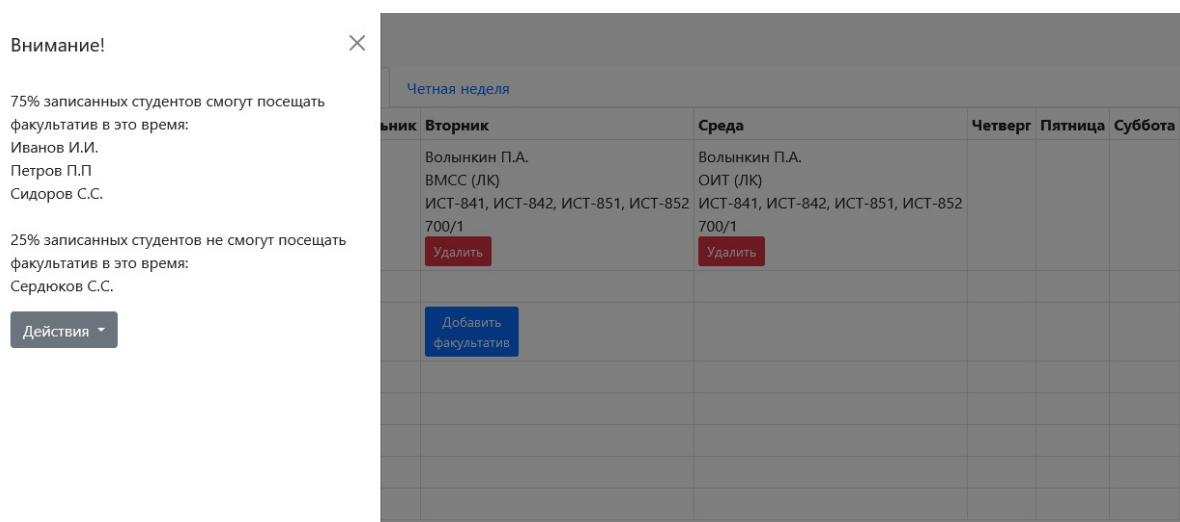 Внимание!
75% записанных студентов смогут посещать
факультатив в это время:
Иванов И.И.
Петров П.П
Сидоров С.С.
25% записанных студентов не смогут посещать
факультатив в это время:
Сердюков С.С.
Действия
Четная неделя
ьник Вторник Среда Четверг Пятница Суббота
Волынкин П.А.
ВМСС (ЛК)
ИСТ-841, ИСТ-842, ИСТ-851, ИСТ-852
700/1
Удалить
Волынкин П.А.
ОИТ (ЛК)
ИСТ-841, ИСТ-842, ИСТ-851, ИСТ-852
700/1
Удалить
Добавить
факультатив